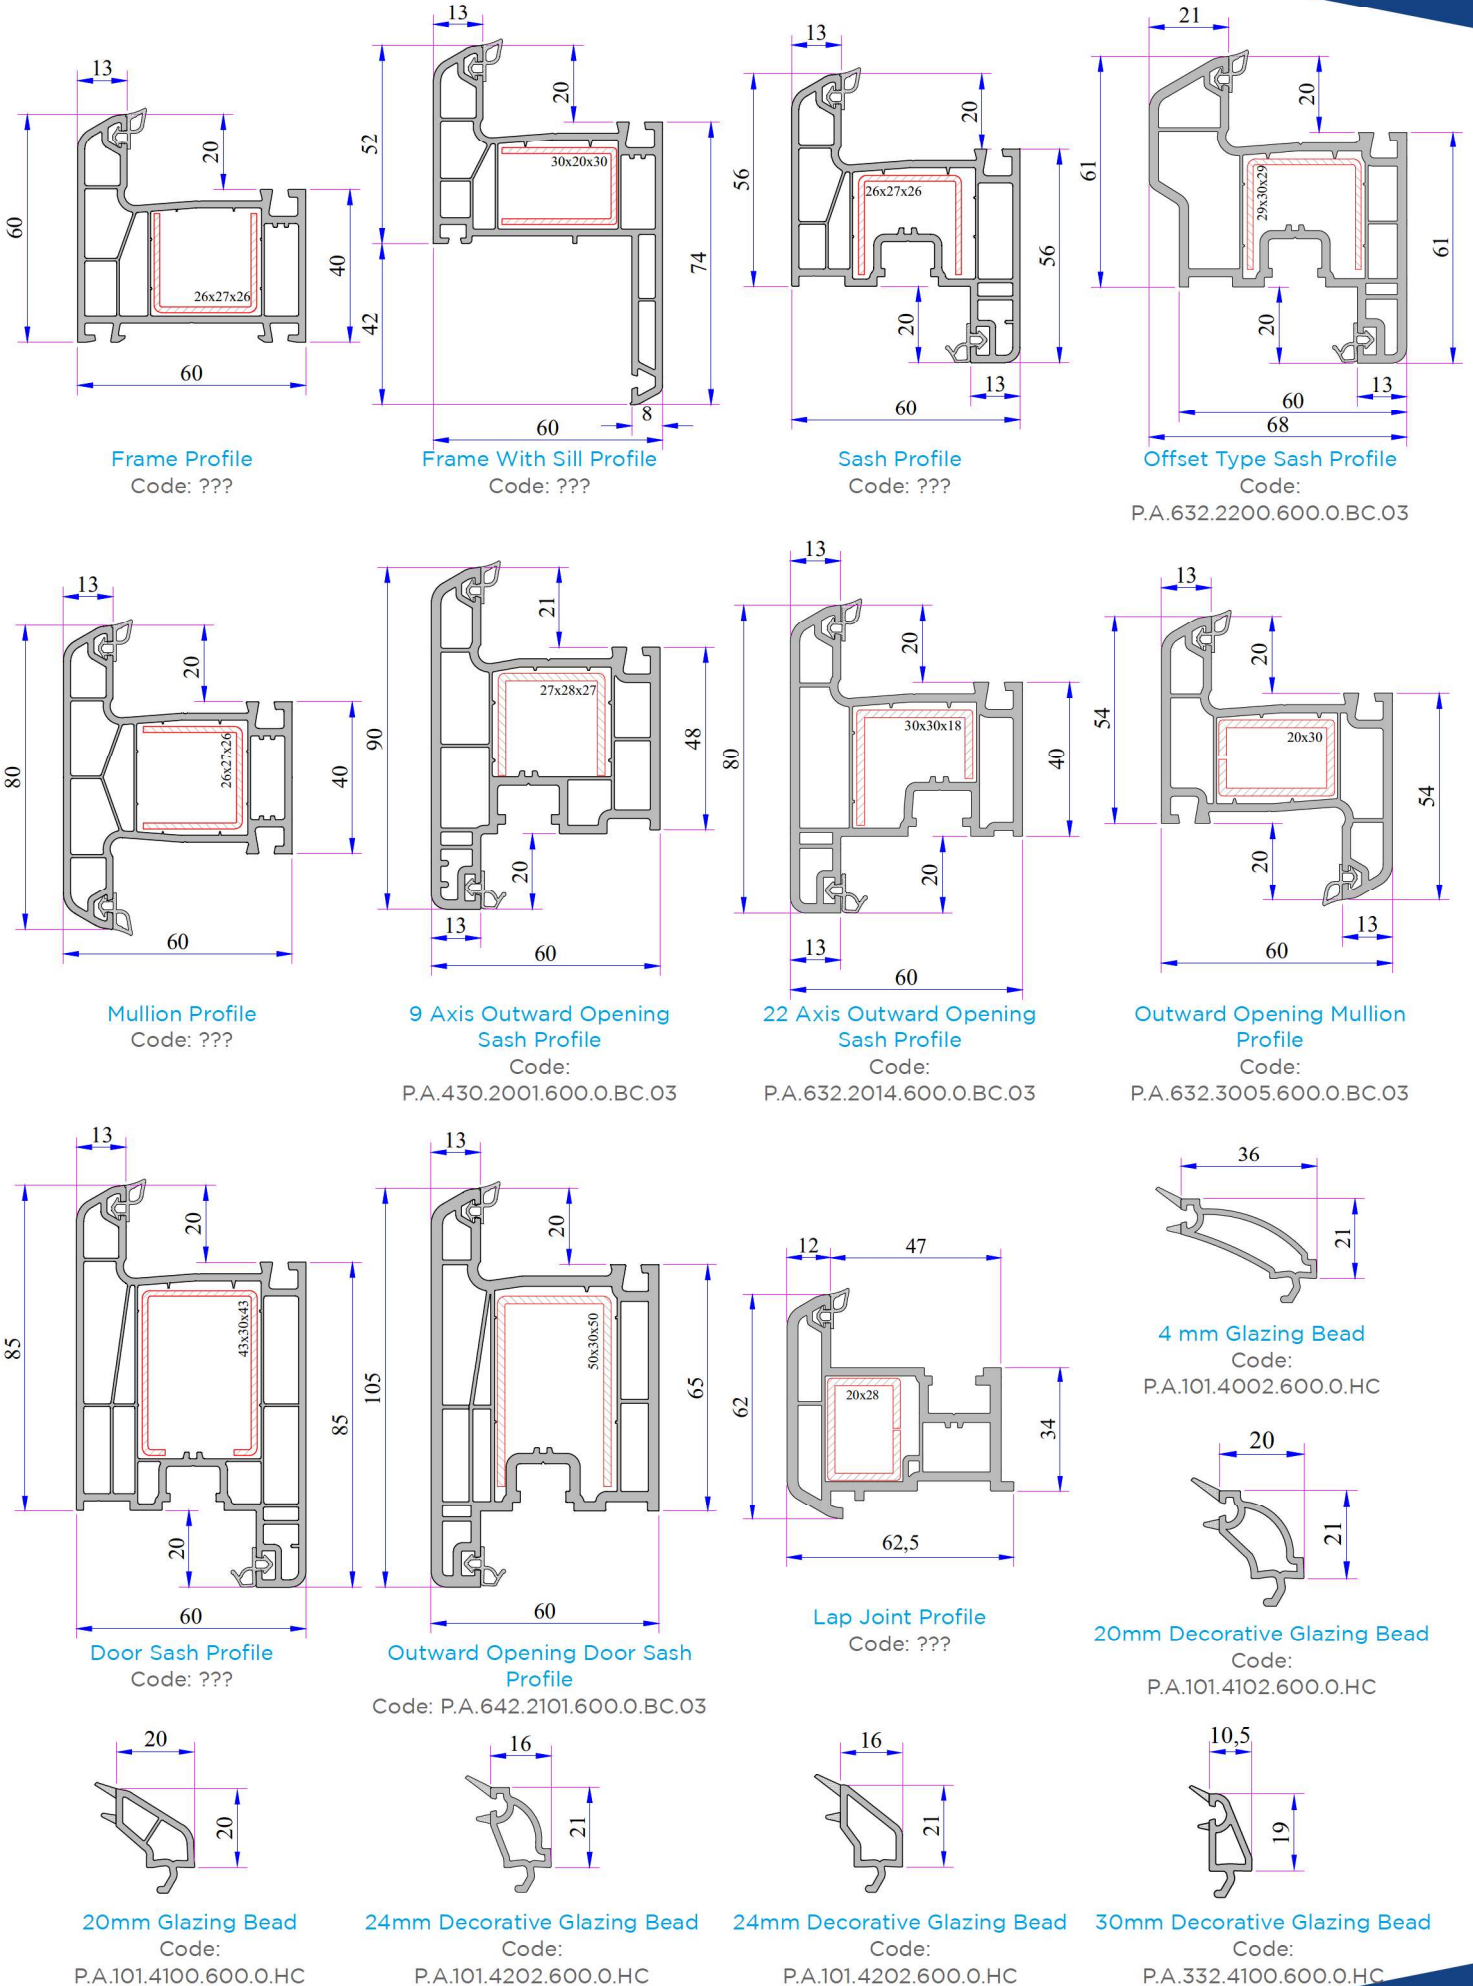 13
60
20
26x27x26
40
60
Frame Profile
Code: ???
13
52
20
30x20x30
74
42
8
60
Frame With Sill Profile
Code: ???
13
56
20
26x27x26
56
20
13
60
Sash Profile
Code: ???
21
61
20
29x30x29
61
20
13
60
68
Offset Type Sash Profile
Code:
P.A.632.2200.600.0.BC.03
13
80
20
26x27x26
40
60
Mullion Profile
Code: ???
90
21
27x28x27
48
20
13
60
9 Axis Outward Opening
Sash Profile
Code:
P.A.430.2001.600.0.BC.03
13
80
20
30x30x18
40
20
13
60
22 Axis Outward Opening
Sash Profile
Code:
P.A.632.2014.600.0.BC.03
13
54
20
20x30
54
20
13
60
Outward Opening Mullion
Profile
Code:
P.A.632.3005.600.0.BC.03
13
85
20
43x30x43
85
20
60
Door Sash Profile
Code: ???
13
105
20
50x30x50
65
60
Outward Opening Door Sash
Profile
Code: P.A.642.2101.600.0.BC.03
12
47
62
20x28
34
62,5
Lap Joint Profile
Code: ???
36
21
4 mm Glazing Bead
Code:
P.A.101.4002.600.0.HC
20
21
20mm Decorative Glazing Bead
Code:
P.A.101.4102.600.0.HC
20
20
20mm Glazing Bead
Code:
P.A.101.4100.600.0.HC
16
21
24mm Decorative Glazing Bead
Code:
P.A.101.4202.600.0.HC
16
21
24mm Decorative Glazing Bead
Code:
P.A.101.4202.600.0.HC
10,5
19
30mm Decorative Glazing Bead
Code:
P.A.332.4100.600.0.HC